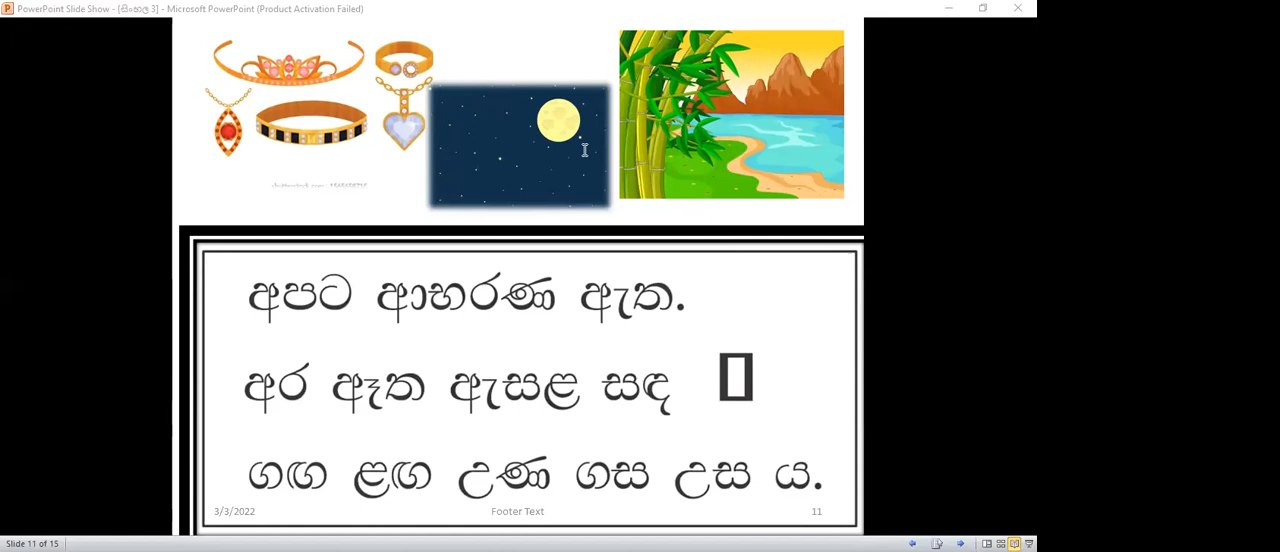 PowerPoint Slide Show - [සිංහල 3] - Microsoft PowerPoint (Product Activation Failed)
අපට ආභරණ ඇත.
අර ඈත ඇසළ සඳ
ගඟ ළඟ උණ ගස උස ය.
3/3/2022 Footer Text 11
Slide 11 of 15